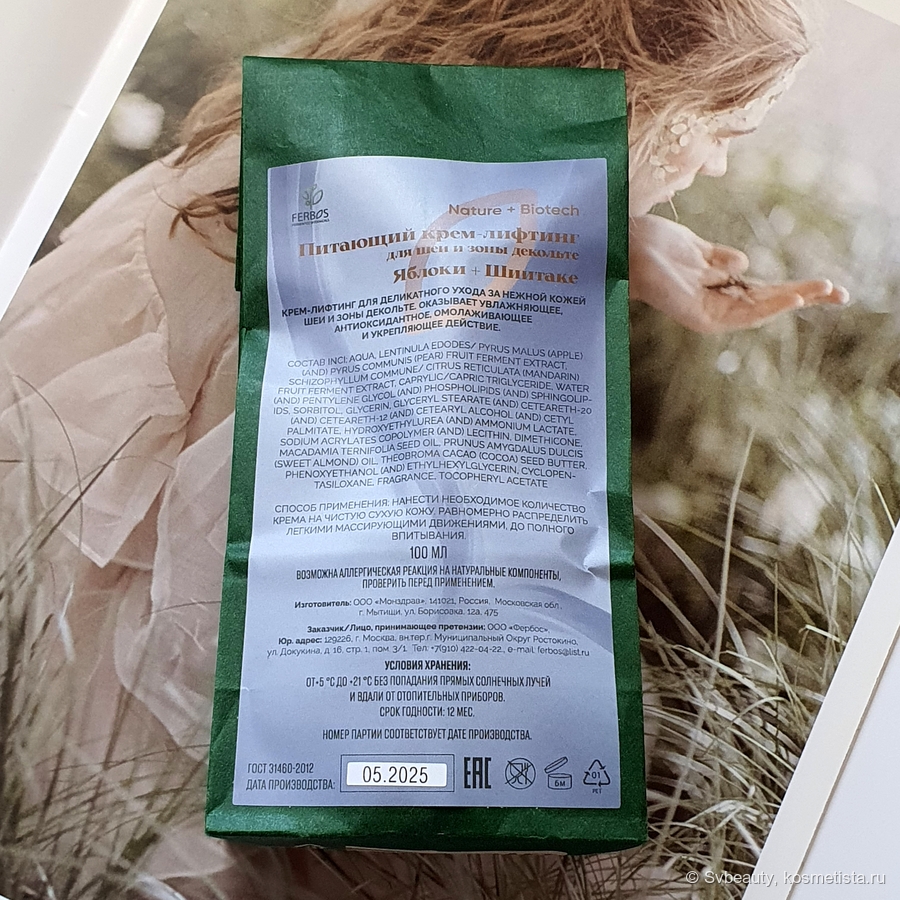 FERBOS
Nature + Biotech
Питающий крем-лифтинг
для шеи и зоны декольте
Яблоки + Шиитаке
КРЕМ-ЛИФТИНГ ДЛЯ ДЕЛИКАТНОГО УХОДА ЗА НЕЖНОЙ КОЖЕЙ
ШЕИ И ЗОНЫ ДЕКОЛЬТЕ. ОКАЗЫВАЕТ УВЛАЖНЯЮЩЕЕ,
АНТИОКСИДАНТНОЕ, ОМОЛАЖИВАЮЩЕЕ
И УКРЕПЛЯЮЩЕЕ ДЕЙСТВИЕ.
СОСТАВ INCI: AQUA, LENTINULA EDODES/ PYRUS MALUS (APPLE)
(AND) PYRUS COMMUNIS (PEAR) FRUIT FERMENT EXTRACT,
SCHIZOPHYLLUM COMMUNE/ CITRUS RETICULATA (MANDARIN)
FRUIT FERMENT EXTRACT, CAPRYLIC/CAPRIC TRIGLYCERIDE, WATER
(AND) PENTYLENE GLYCOL (AND) PHOSPHOLIPIDS (AND) SPHINGOLIP-
IDS, SORBITOL, GLYCERIN, GLYCERYL STEARATE (AND) CETEARETH-20
(AND) CETEARETH-12 (AND) CETEARYL ALCOHOL (AND) CETYL
PALMITATE, HYDROXYETHYLUREA (AND) AMMONIUM LACTATE,
SODIUM ACRYLATES COPOLYMER (AND) LECITHIN, DIMETHICONE,
MACADAMIA TERNIFOLIA SEED OIL, PRUNUS AMYGDALUS DULCIS
(SWEET ALMOND) OIL, THEOBROMA CACAO (COCOA) SEED BUTTER,
PHENOXYETHANOL (AND) ETHYLHEXYLGLYCERIN, CYCLOPEN-
TASILOXANE, FRAGRANCE, TOCOPHERYL ACETATE
СПОСОБ ПРИМЕНЕНИЯ: НАНЕСТИ НЕОБХОДИМОЕ КОЛИЧЕСТВО
КРЕМА НА ЧИСТУЮ СУХУЮ КОЖУ, РАВНОМЕРНО РАСПРЕДЕЛИТЬ
ЛЕГКИМИ МАССИРУЮЩИМИ ДВИЖЕНИЯМИ, ДО ПОЛНОГО
ВПИТЫВАНИЯ.
100 МЛ
ВОЗМОЖНА АЛЛЕРГИЧЕСКАЯ РЕАКЦИЯ НА НАТУРАЛЬНЫЕ КОМПОНЕНТЫ,
ПРОВЕРИТЬ ПЕРЕД ПРИМЕНЕНИЕМ.
Изготовитель: ООО «Монздрав», 141021, Россия, Московская обл.,
г. Мытищи, ул. Борисовка, 12а, 475
Заказчик/Лицо, принимающее претензии: ООО «Фербос»
Юр. адрес: 129226, г. Москва, вн.тер.г. Муниципальный Округ Ростокино,
ул. Докукина, д. 16, стр. 1, пом. 3/1. Тел: +7(910) 422-04-22, e-mail: ferbos@list.ru
УСЛОВИЯ ХРАНЕНИЯ:
ОТ+5 °C ДО +21 °C БЕЗ ПОПАДАНИЯ ПРЯМЫХ СОЛНЕЧНЫХ ЛУЧЕЙ
И ВДАЛИ ОТ ОТОПИТЕЛЬНЫХ ПРИБОРОВ.
СРОК ГОДНОСТИ: 12 МЕС.
НОМЕР ПАРТИИ СООТВЕТСТВУЕТ ДАТЕ ПРОИЗВОДСТВА.
ГОСТ 31460-2012
ДАТА ПРОИЗВОДСТВА: 05.2025
EAC
6М
01
PET
© Svbeauty, kosmetista.ru